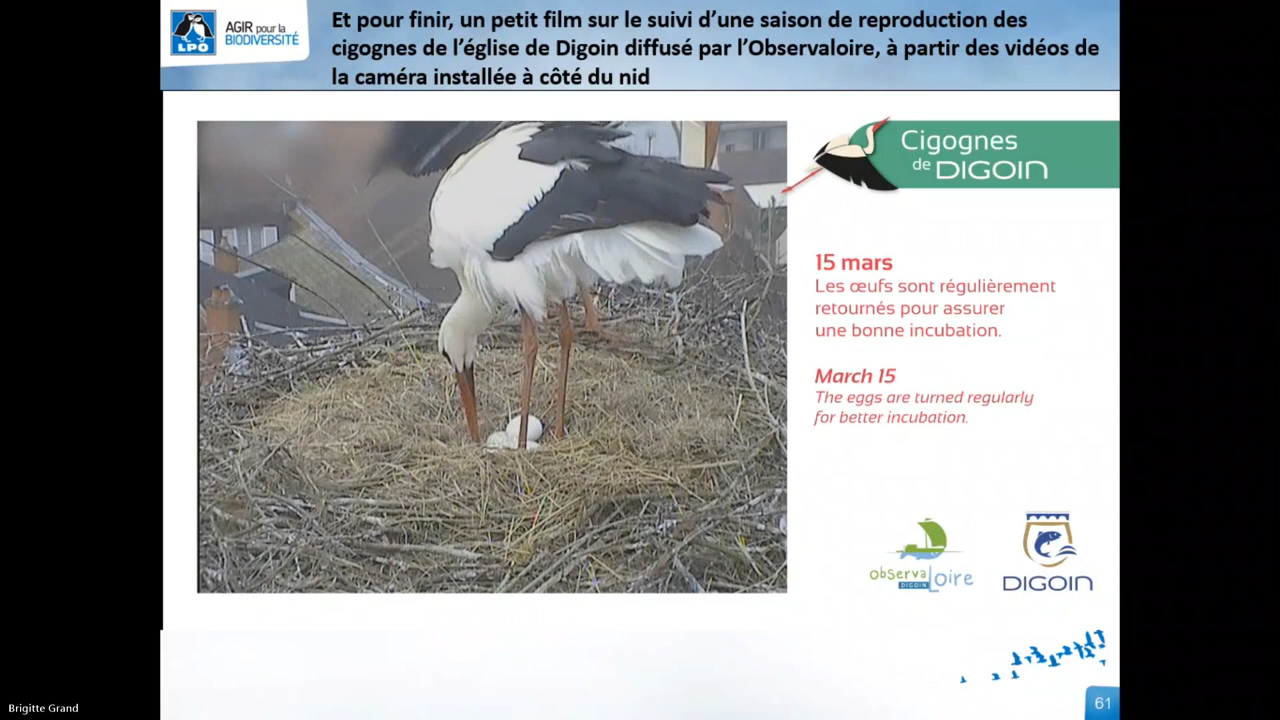 LPO
AGIR pour la
BIODIVERSITÉ
Et pour finir, un petit film sur le suivi d’une saison de reproduction des
cigognes de l’église de Digoin diffusé par l’Observaloire, à partir des vidéos de
la caméra installée à côté du nid
Cigognes
de DIGOIN
15 mars
Les œufs sont régulièrement
retournés pour assurer
une bonne incubation.
March 15
The eggs are turned regularly
for better incubation.
observa
DIGOIN Loire
DIGOIN
61
Brigitte Grand